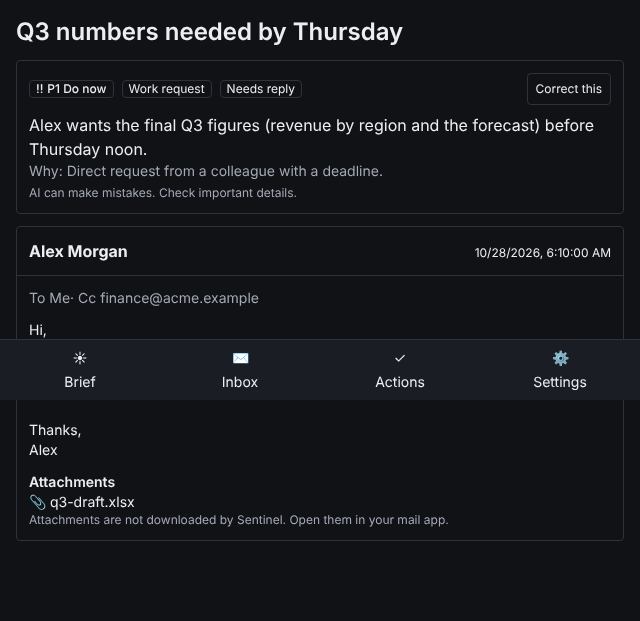 Q3 numbers needed by Thursday
!! P1 Do now Work request Needs reply Correct this
Alex wants the final Q3 figures (revenue by region and the forecast) before
Thursday noon.
Why: Direct request from a colleague with a deadline.
AI can make mistakes. Check important details.
Alex Morgan 10/28/2026, 6:10:00 AM
To Me· Cc finance@acme.example
Hi,
Brief Inbox Actions Settings
Thanks,
Alex
Attachments
q3-draft.xlsx
Attachments are not downloaded by Sentinel. Open them in your mail app.